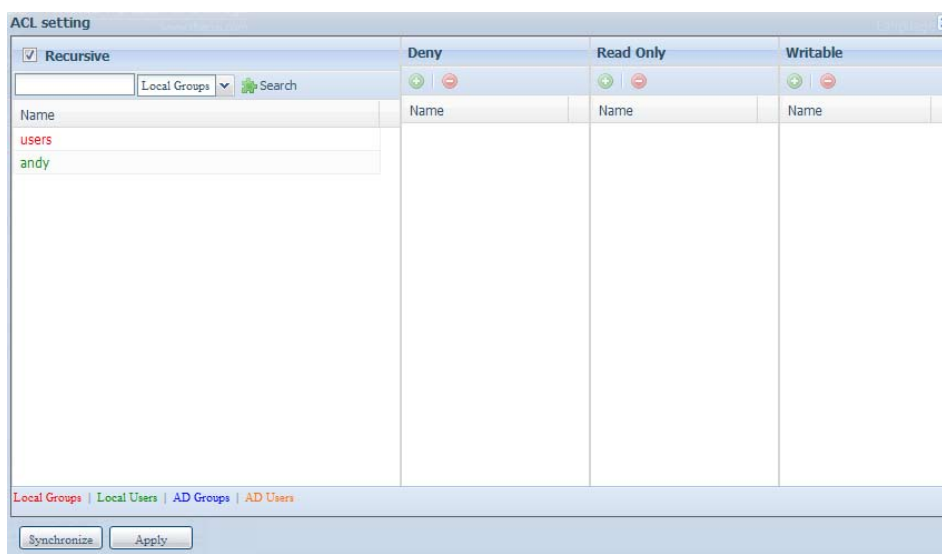 ACL setting
Recursive
Deny
Read Only
Writable
Local Groups
Search
Name
Name
Name
Name
users
andy
Local Groups | Local Users | AD Groups | AD Users
Synchronize
Apply